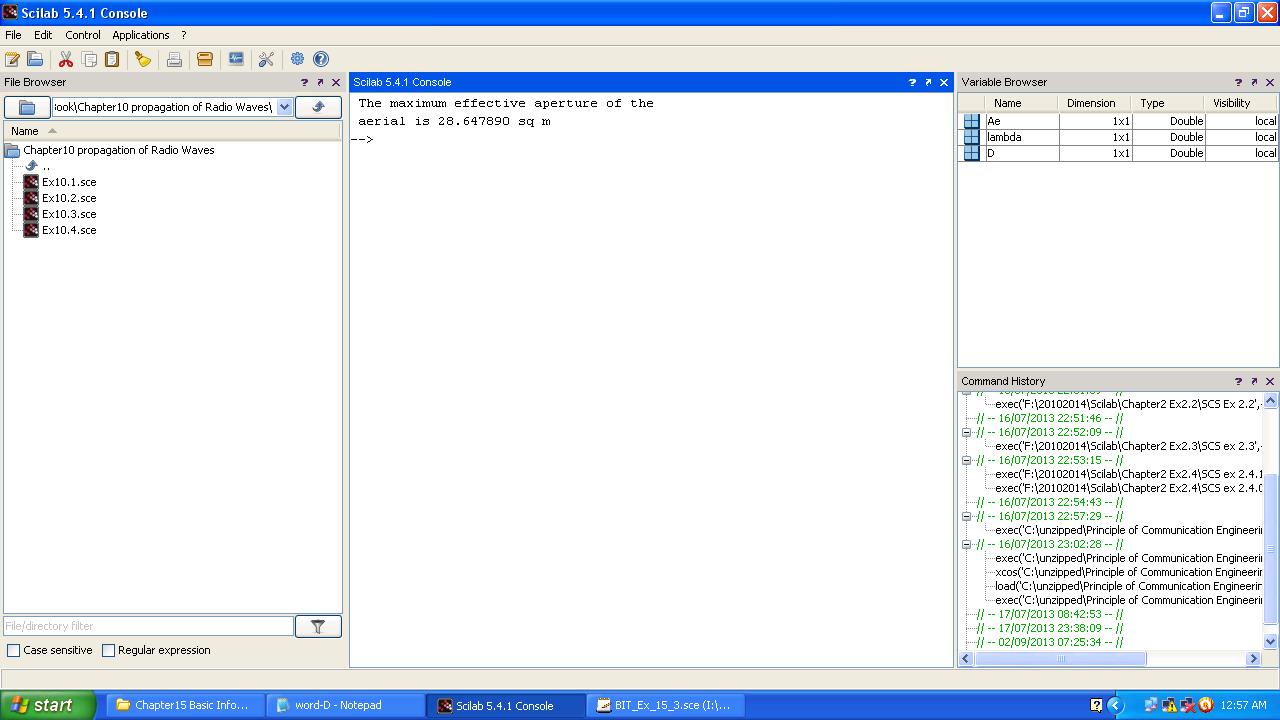 Scilab 5.4.1 Console
File Edit Control Applications ?
File Browser
ook\Chapter10 propagation of Radio Waves\
Name
Chapter10 propagation of Radio Waves
..
Ex10.1.sce
Ex10.2.sce
Ex10.3.sce
Ex10.4.sce
File/directory filter
Case sensitive Regular expression
Scilab 5.4.1 Console
The maximum effective aperture of the
aerial is 28.647890 sq m
-->
Variable Browser
Name Dimension Type Visibility
Ae 1x1 Double local
lambda 1x1 Double local
D 1x1 Double local
Command History
exec('F:\20102014\Scilab\Chapter2 Ex2.2\SCS Ex 2.2',-
// -- 16/07/2013 22:51:46 -- //
// -- 16/07/2013 22:52:09 -- //
exec('F:\20102014\Scilab\Chapter2 Ex2.3\SCS ex 2.3',-
// -- 16/07/2013 22:53:15 -- //
exec('F:\20102014\Scilab\Chapter2 Ex2.4\SCS ex 2.4.1
exec('F:\20102014\Scilab\Chapter2 Ex2.4\SCS ex 2.4.0
// -- 16/07/2013 22:54:43 -- //
// -- 16/07/2013 22:57:29 -- //
exec('C:\unzipped\Principle of Communication Engineeri
// -- 16/07/2013 23:02:28 -- //
exec('C:\unzipped\Principle of Communication Engineeri
xcos('C:\unzipped\Principle of Communication Engineeri
load('C:\unzipped\Principle of Communication Engineeri
exec('C:\unzipped\Principle of Communication Engineeri
// -- 17/07/2013 08:42:53 -- //
// -- 17/07/2013 23:38:09 -- //
// -- 02/09/2013 07:25:34 -- //
start Chapter15 Basic Info... word-D - Notepad Scilab 5.4.1 Console BIT_Ex_15_3.sce (I:\... 12:57 AM